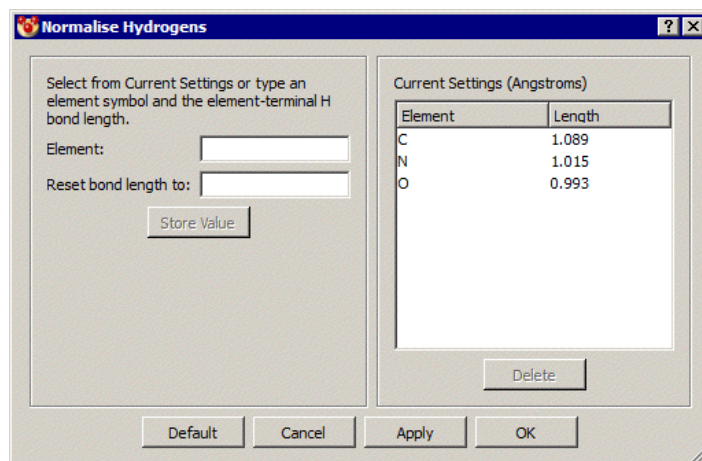 Normalise Hydrogens
Select from Current Settings or type an
element symbol and the element-terminal H
bond length.
Element:
Reset bond length to:
Store Value
Current Settings (Angstroms)
Element Length
C 1.089
N 1.015
O 0.993
Delete
Default Cancel Apply OK